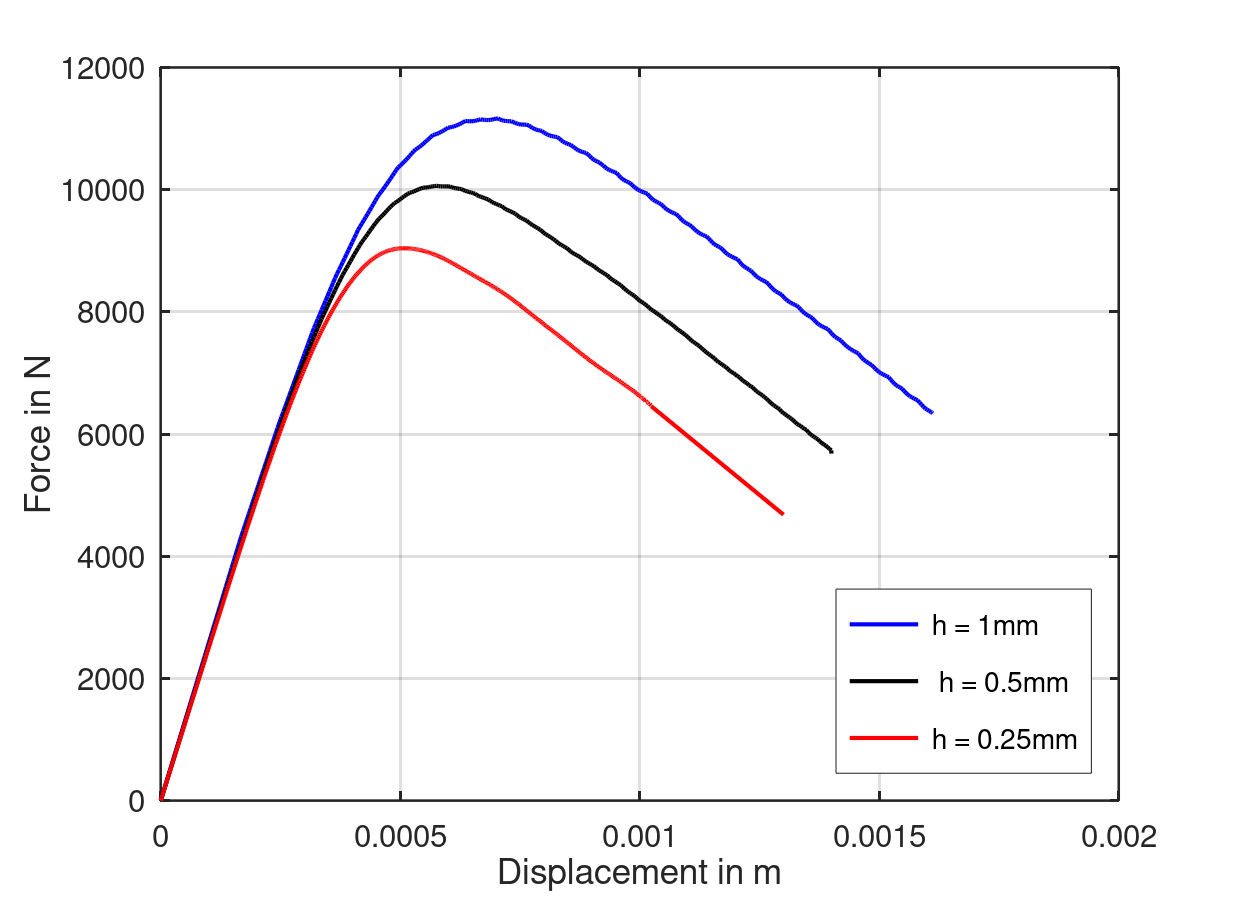 12000
10000
8000
6000
4000
2000
0
Force in N
0 0.0005 0.001 0.0015 0.002
Displacement in m
h = 1mm
h = 0.5mm
h = 0.25mm